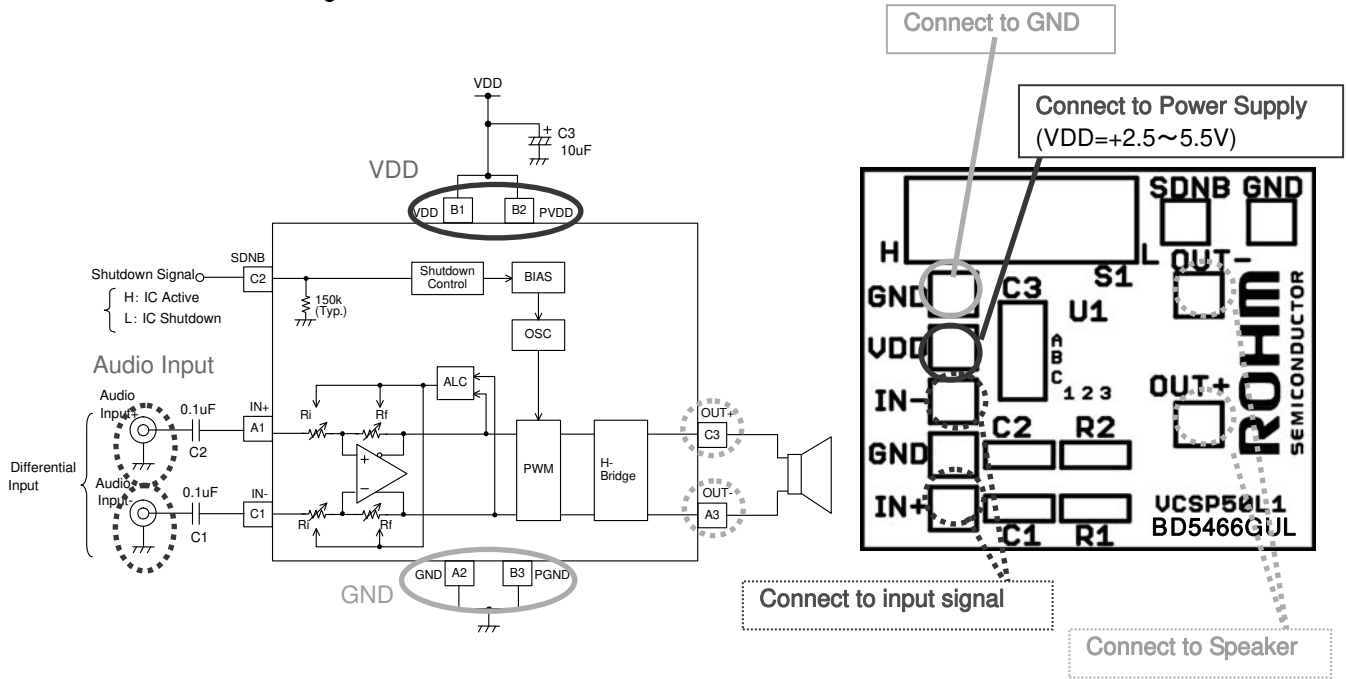 Connect to GND
Connect to Power Supply
(VDD=+2.5～5.5V)
VDD
+
C3
10uF
VDD
VDD
B1
B2
PVDD
SDNB
Shutdown Signal
C2
H: IC Active
L: IC Shutdown
150k
(Typ.)
Shutdown
Control
BIAS
OSC
Audio Input
Audio
Input+
0.1uF
C2
IN+
A1
Ri
Rf
ALC
+
−
PWM
H-
Bridge
OUT+
C3
Differential
Input
Audio
Input-
0.1uF
C1
IN-
C1
Ri
Rf
OUT-
A3
GND
GND
A2
B3
PGND
SDNB GND
H
L
OUT-
S1
GND
C3
U1
VDD
A
B
C
1 2 3
IN-
OUT+
GND
C2
R2
IN+
C1
R1
VCSP50L1
BD5466GUL
ROHM
SEMICONDUCTOR
Connect to input signal
Connect to Speaker